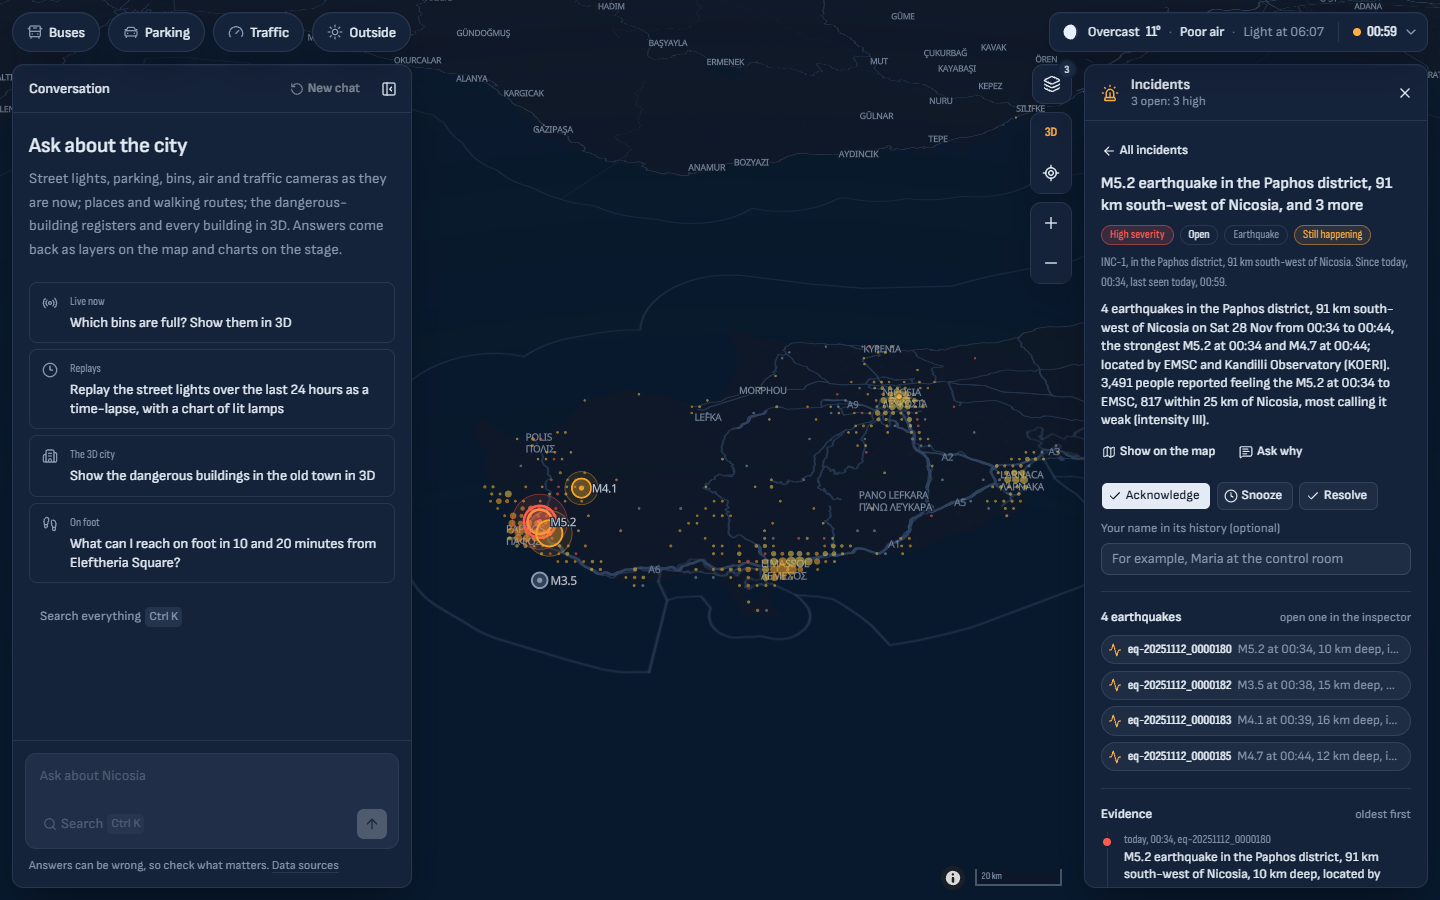 Buses
Parking
Traffic
Outside
Overcast 11° · Poor air · Light at 06:07
00:59
Conversation
New chat
Ask about the city
Street lights, parking, bins, air and traffic cameras as they
are now; places and walking routes; the dangerous-
building registers and every building in 3D. Answers come
back as layers on the map and charts on the stage.
Live now
Which bins are full? Show them in 3D
Replays
Replay the street lights over the last 24 hours as a
time-lapse, with a chart of lit lamps
The 3D city
Show the dangerous buildings in the old town in 3D
On foot
What can I reach on foot in 10 and 20 minutes from
Eleftheria Square?
Search everything Ctrl K
Ask about Nicosia
Search Ctrl K
Answers can be wrong, so check what matters. Data sources
HADIM
GÜNDOĞMUŞ
OKURCALAR
ALANYA
KARGICAK
GAZIPAŞA
BAŞYAYLA
ERMENEK
ANAMUR
BOZYAZI
AYDINCIK
GÜME
MUT
ÇUKURBAĞ
KAVAK
KAYABAŞI
KEPEZ
NURU
GÜLNAR
TEPE
ÖREN
SILIFKE
ADANA
3
3D
KYRENIA
MORPHOU
LEFKA
A9
POLIS
ΠΟΛΙΣ
M4.1
M5.2
M3.5
A6
A2
A3
A5
A1
PANO LEFKARA
ΠΑΝΩ ΛΕΥΚΑΡΑ
LARNACA
ΛΑΡΝΑΚΑ
LIMASSOL
ΛΕΜΕΣΟΣ
20 km
Incidents
3 open: 3 high
All incidents
M5.2 earthquake in the Paphos district, 91
km south-west of Nicosia, and 3 more
High severity
Open
Earthquake
Still happening
INC-1, in the Paphos district, 91 km south-west of Nicosia. Since today,
00:34, last seen today, 00:59.
4 earthquakes in the Paphos district, 91 km south-
west of Nicosia on Sat 28 Nov from 00:34 to 00:44,
the strongest M5.2 at 00:34 and M4.7 at 00:44;
located by EMSC and Kandilli Observatory (KOERI).
3,491 people reported feeling the M5.2 at 00:34 to
EMSC, 817 within 25 km of Nicosia, most calling it
weak (intensity III).
Show on the map
Ask why
Acknowledge
Snooze
Resolve
Your name in its history (optional)
For example, Maria at the control room
4 earthquakes
open one in the inspector
eq-20251112_0000180 M5.2 at 00:34, 10 km deep, i...
eq-20251112_0000182 M3.5 at 00:38, 15 km deep, ...
eq-20251112_0000183 M4.1 at 00:39, 16 km deep, i...
eq-20251112_0000185 M4.7 at 00:44, 12 km deep, i...
Evidence
oldest first
today, 00:34, eq-20251112_0000180
M5.2 earthquake in the Paphos district, 91 km
south-west of Nicosia, 10 km deep, located by